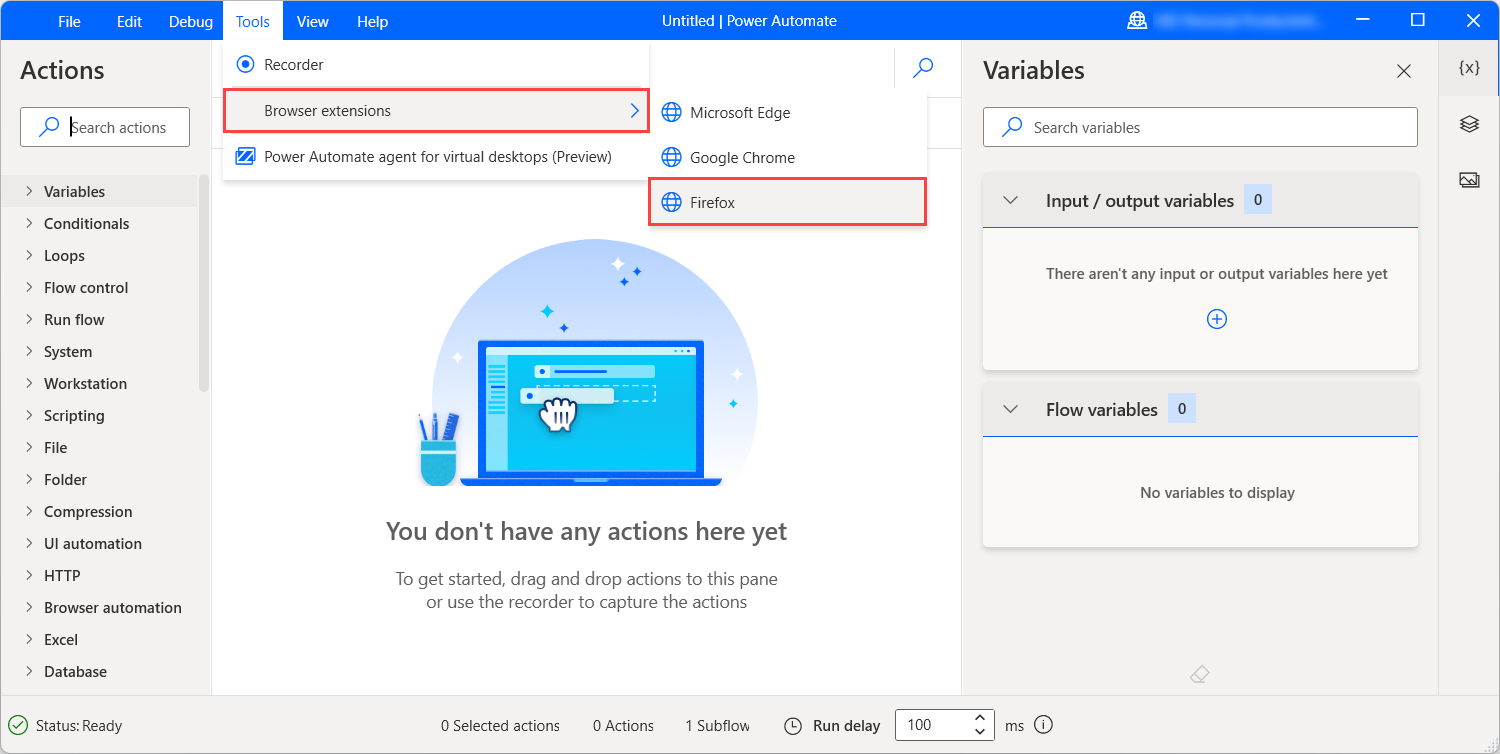 File Edit Debug Tools View Help Untitled | Power Automate
Actions
Search actions
Variables
Conditionals
Loops
Flow control
Run flow
System
Workstation
Scripting
File
Folder
Compression
UI automation
HTTP
Browser automation
Excel
Database
Recorder
Browser extensions
Power Automate agent for virtual desktops (Preview)
Microsoft Edge
Google Chrome
Firefox
You don't have any actions here yet
To get started, drag and drop actions to this pane
or use the recorder to capture the actions
Variables
{x}
Search variables
Input / output variables 0
There aren't any input or output variables here yet
Flow variables 0
No variables to display
Status: Ready 0 Selected actions 0 Actions 1 Subflow Run delay 100 ms